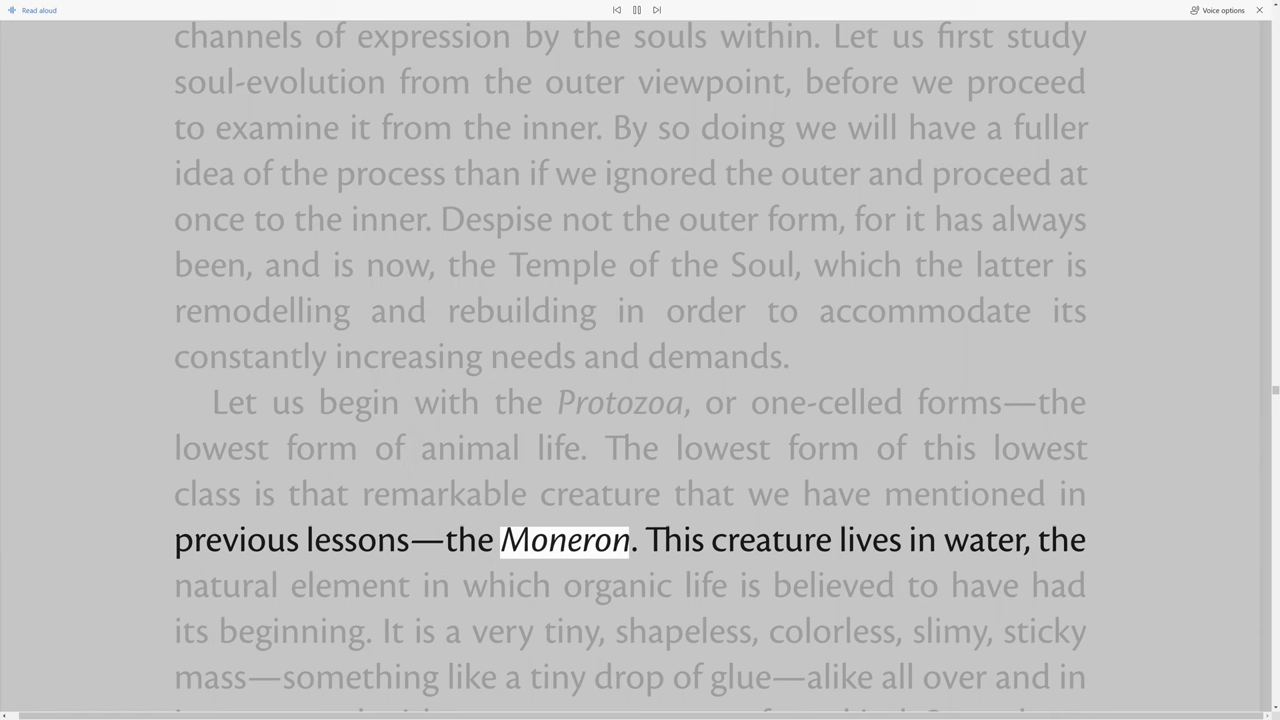 Read aloud
Voice options
channels of expression by the souls within. Let us first study
soul-evolution from the outer viewpoint, before we proceed
to examine it from the inner. By so doing we will have a fuller
idea of the process than if we ignored the outer and proceed at
once to the inner. Despise not the outer form, for it has always
been, and is now, the Temple of the Soul, which the latter is
remodelling and rebuilding in order to accommodate its
constantly increasing needs and demands.
Let us begin with the Protozoa, or one-celled forms—the
lowest form of animal life. The lowest form of this lowest
class is that remarkable creature that we have mentioned in
previous lessons—the Moneron. This creature lives in water, the
natural element in which organic life is believed to have had
its beginning. It is a very tiny, shapeless, colorless, slimy, sticky
mass—something like a tiny drop of glue—alike all over and in